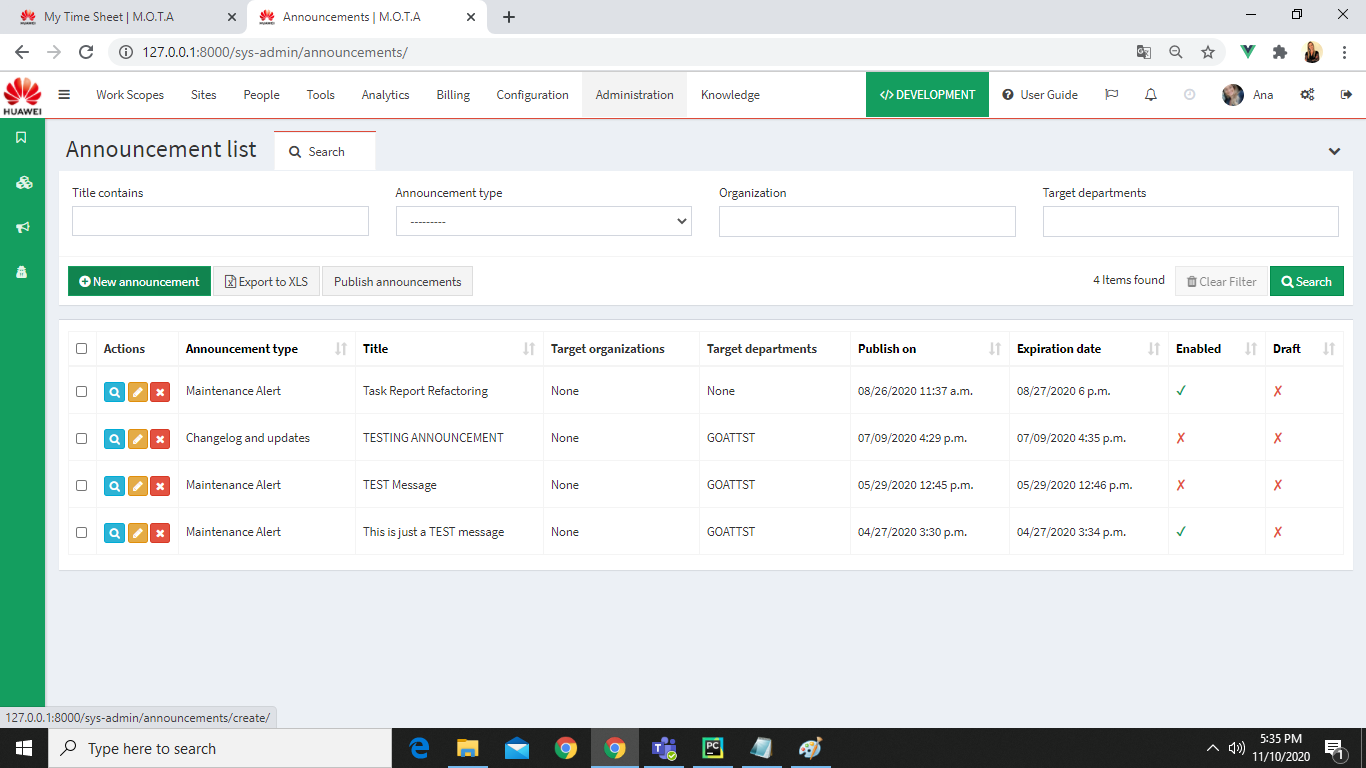 My Time Sheet | M.O.T.A
Announcements | M.O.T.A
127.0.0.1:8000/sys-admin/announcements/
HUAWEI
Work Scopes Sites People Tools Analytics Billing Configuration Administration Knowledge
</> DEVELOPMENT
User Guide
Ana
Announcement list
Search
Title contains Announcement type Organization Target departments
---------
New announcement Export to XLS Publish announcements
4 Items found
Clear Filter
Search
Actions Announcement type Title Target organizations Target departments Publish on Expiration date Enabled Draft
Maintenance Alert Task Report Refactoring None None 08/26/2020 11:37 a.m. 08/27/2020 6 p.m. ✓ ✗
Changelog and updates TESTING ANNOUNCEMENT None GOATTST 07/09/2020 4:29 p.m. 07/09/2020 4:35 p.m. ✗ ✗
Maintenance Alert TEST Message None GOATTST 05/29/2020 12:45 p.m. 05/29/2020 12:46 p.m. ✗ ✗
Maintenance Alert This is just a TEST message None GOATTST 04/27/2020 3:30 p.m. 04/27/2020 3:34 p.m. ✓ ✗
127.0.0.1:8000/sys-admin/announcements/create/
Type here to search
PC
5:35 PM
11/10/2020
1